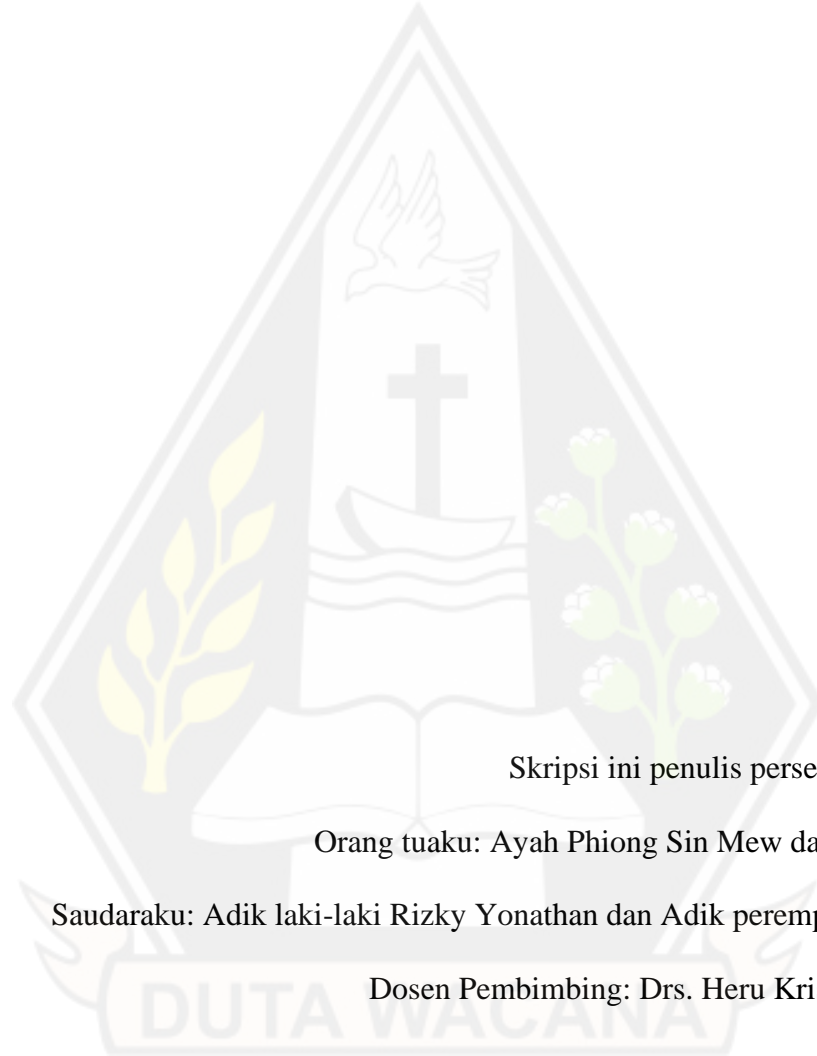 Skripsi ini penulis perse
Orang tuaku: Ayah Phiong Sin Mew da
Saudaraku: Adik laki-laki Rizky Yonathan dan Adik peremp
Dosen Pembimbing: Drs. Heru Kri
DUTA WACANA